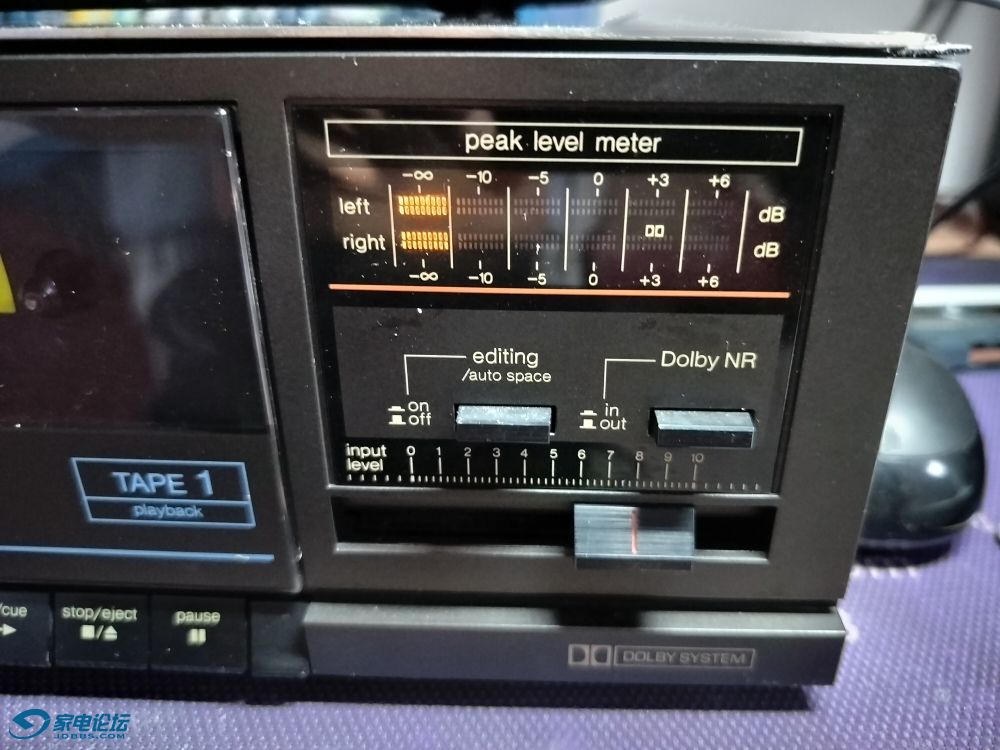 peak level meter
-∞ -10 -5 0 +3 +6
left dB
right dB
-∞ -10 -5 0 +3 +6
editing
/auto space
Dolby NR
on
off
in
out
input
level
0 1 2 3 4 5 6 7 8 9 10
TAPE 1
playback
/cue
stop/eject
pause
DOLBY SYSTEM
家电论坛
JDBBS.COM